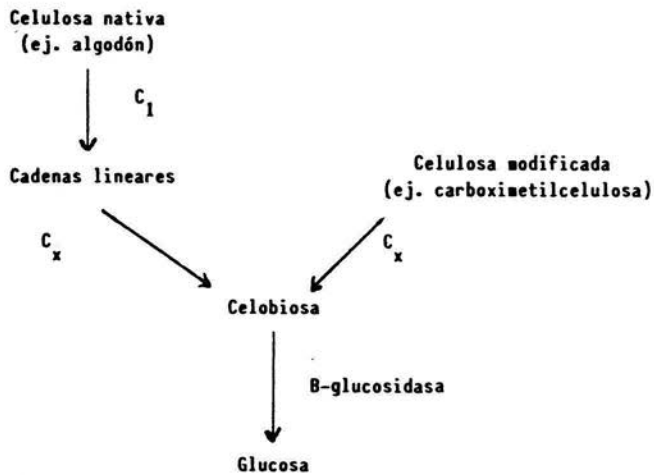 Celulosa nativa
(ej. algodón)
C₁
Cadenas lineares
Celulosa modificada
(ej. carboximetilcelulosa)
Cₓ
Cₓ
Celobiosa
B-glucosidasa
Glucosa